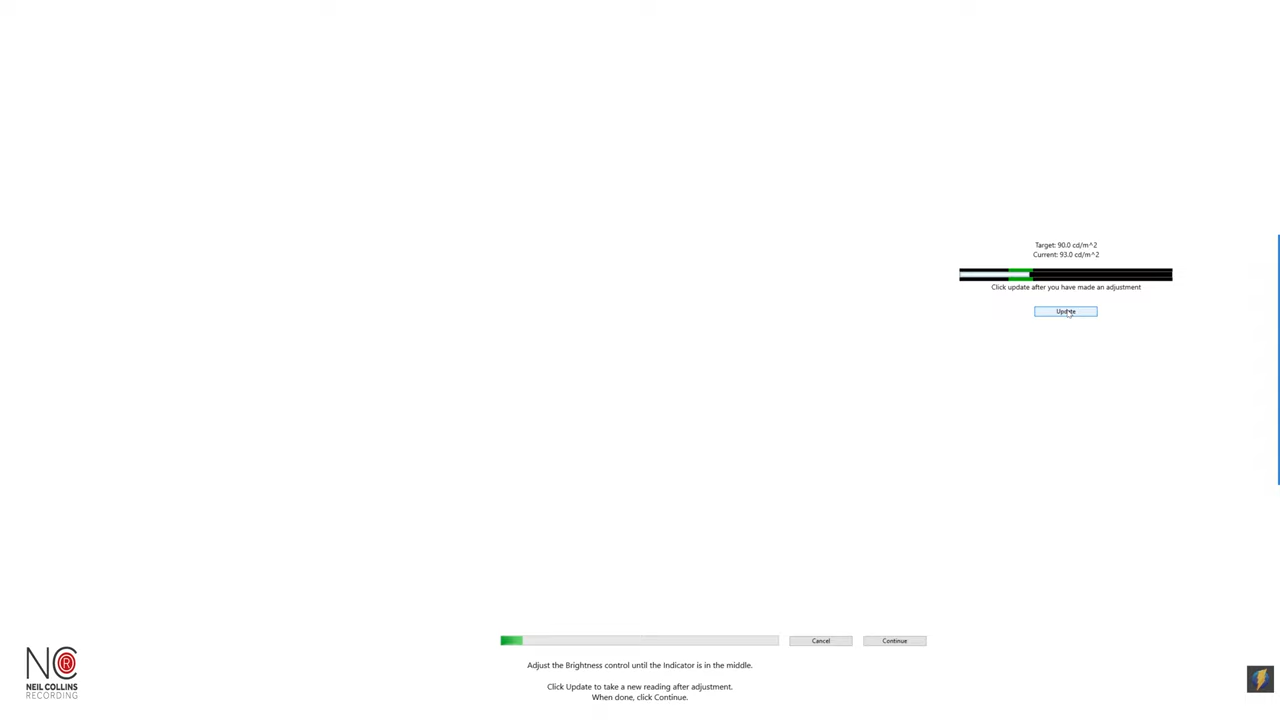 Target: 90.0 cd/m^2
Current: 93.0 cd/m^2
Click update after you have made an adjustment
Update
Cancel
Continue
Adjust the Brightness control until the Indicator is in the middle.
Click Update to take a new reading after adjustment.
When done, click Continue.
NC
R
NEIL COLLINS
RECORDING